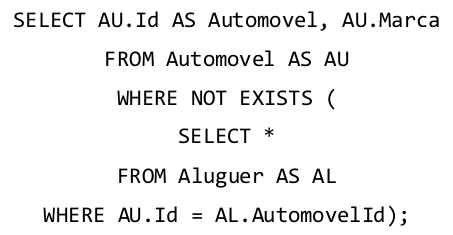 SELECT AU.Id AS Automovel, AU.Marca
FROM Automovel AS AU
WHERE NOT EXISTS (
SELECT *
FROM Aluguer AS AL
WHERE AU.Id = AL.AutomovelId);